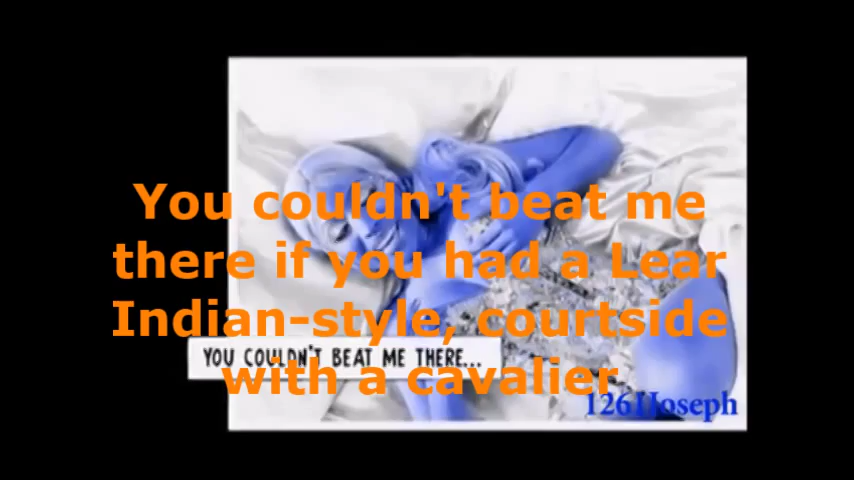 You couldn't beat me
there if you had a Lear
Indian-style, courtside
YOU COULDN'T BEAT ME THERE...
with a cavalier
126IJoseph